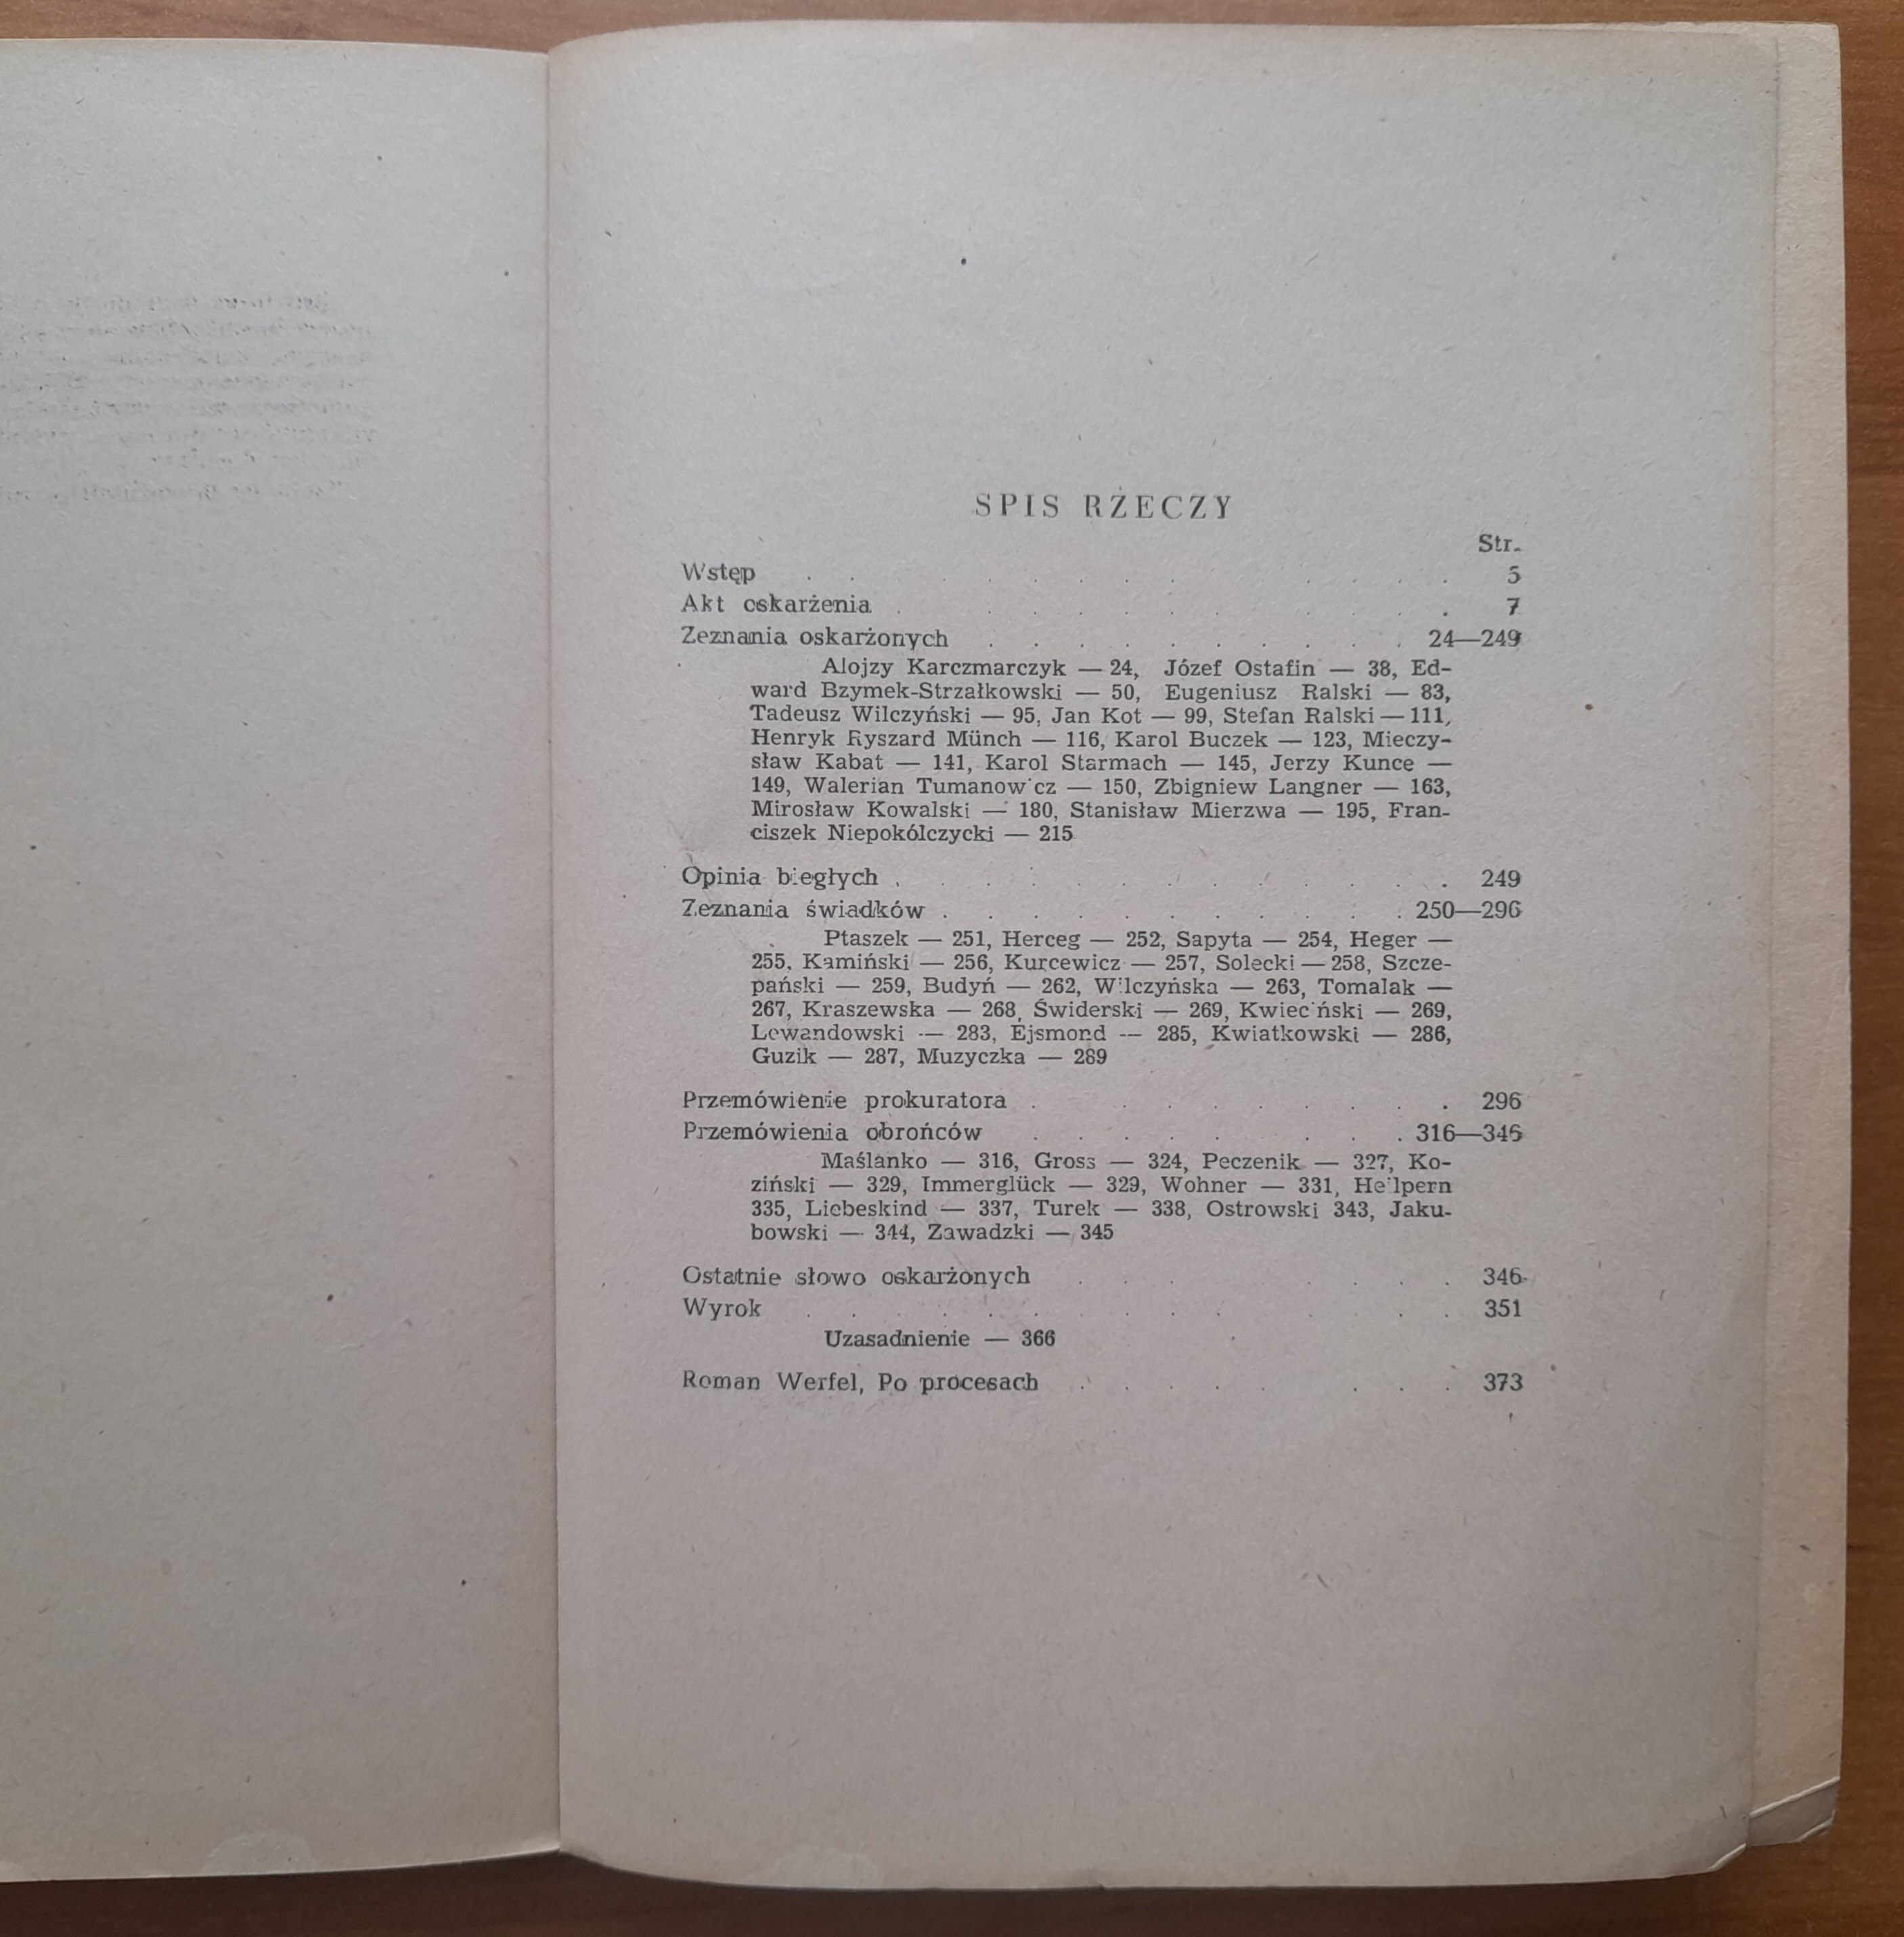 SPIS RZECZY
Str.
Wstęp . . . . . . . . . . . . 5
Akt oskarżenia . . . . . . . . . 7
Zeznania oskarżonych . . . . . . . . . . 24—249
Alojzy Karczmarczyk — 24, Józef Ostafin — 38, Ed-
ward Bzymek-Strzałkowski — 50, Eugeniusz Ralski — 83,
Tadeusz Wilczyński — 95, Jan Kot — 99, Stefan Ralski — 111,
Henryk Ryszard Münch — 116, Karol Buczek — 123, Mieczy-
sław Kabat — 141, Karol Starmach — 145, Jerzy Kunce —
149, Walerian Tumanowicz — 150, Zbigniew Langner — 163,
Mirosław Kowalski — 180, Stanisław Mierzwa — 195, Fran-
ciszek Niepokólczycki — 215
Opinia biegłych . . . . . . . . . . . . 249
Zeznania świadków . . . . . . . . . . . 250—296
Ptaszek — 251, Herceg — 252, Sapyta — 254, Heger —
255, Kamiński — 256, Kurcewicz — 257, Solecki — 258, Szcze-
pański — 259, Budyń — 262, Wilczyńska — 263, Tomalak —
267, Kraszewska — 268, Świderski — 269, Kwieciński — 269,
Lewandowski — 283, Ejsmond — 285, Kwiatkowski — 286,
Guzik — 287, Muzyczka — 289
Przemówienie prokuratora . . . . . . . . . 296
Przemówienia obrońców . . . . . . . . 316—346
Maślanko — 316, Gross — 324, Peczenik — 327, Ko-
ziński — 329, Immerglück — 329, Wohner — 331, Heilpern
335, Liebeskind — 337, Turek — 338, Ostrowski 343, Jaku-
bowski — 344, Zawadzki — 345
Ostatnie słowo oskarżonych . . . . . . . 346
Wyrok . . . . . . . . . . . . 351
Uzasadnienie — 366
Roman Werfel, Po procesach . . . . . . . . 373